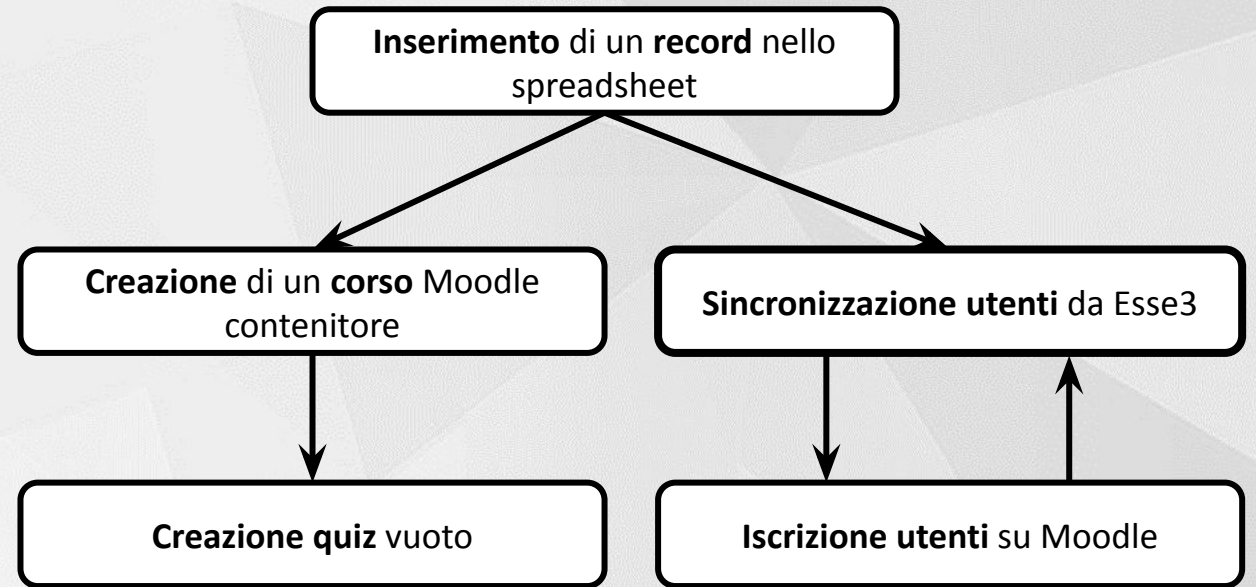 Inserimento di un record nello
spreadsheet
Creazione di un corso Moodle
contenitore
Sincronizzazione utenti da Esse3
Creazione quiz vuoto
Iscrizione utenti su Moodle